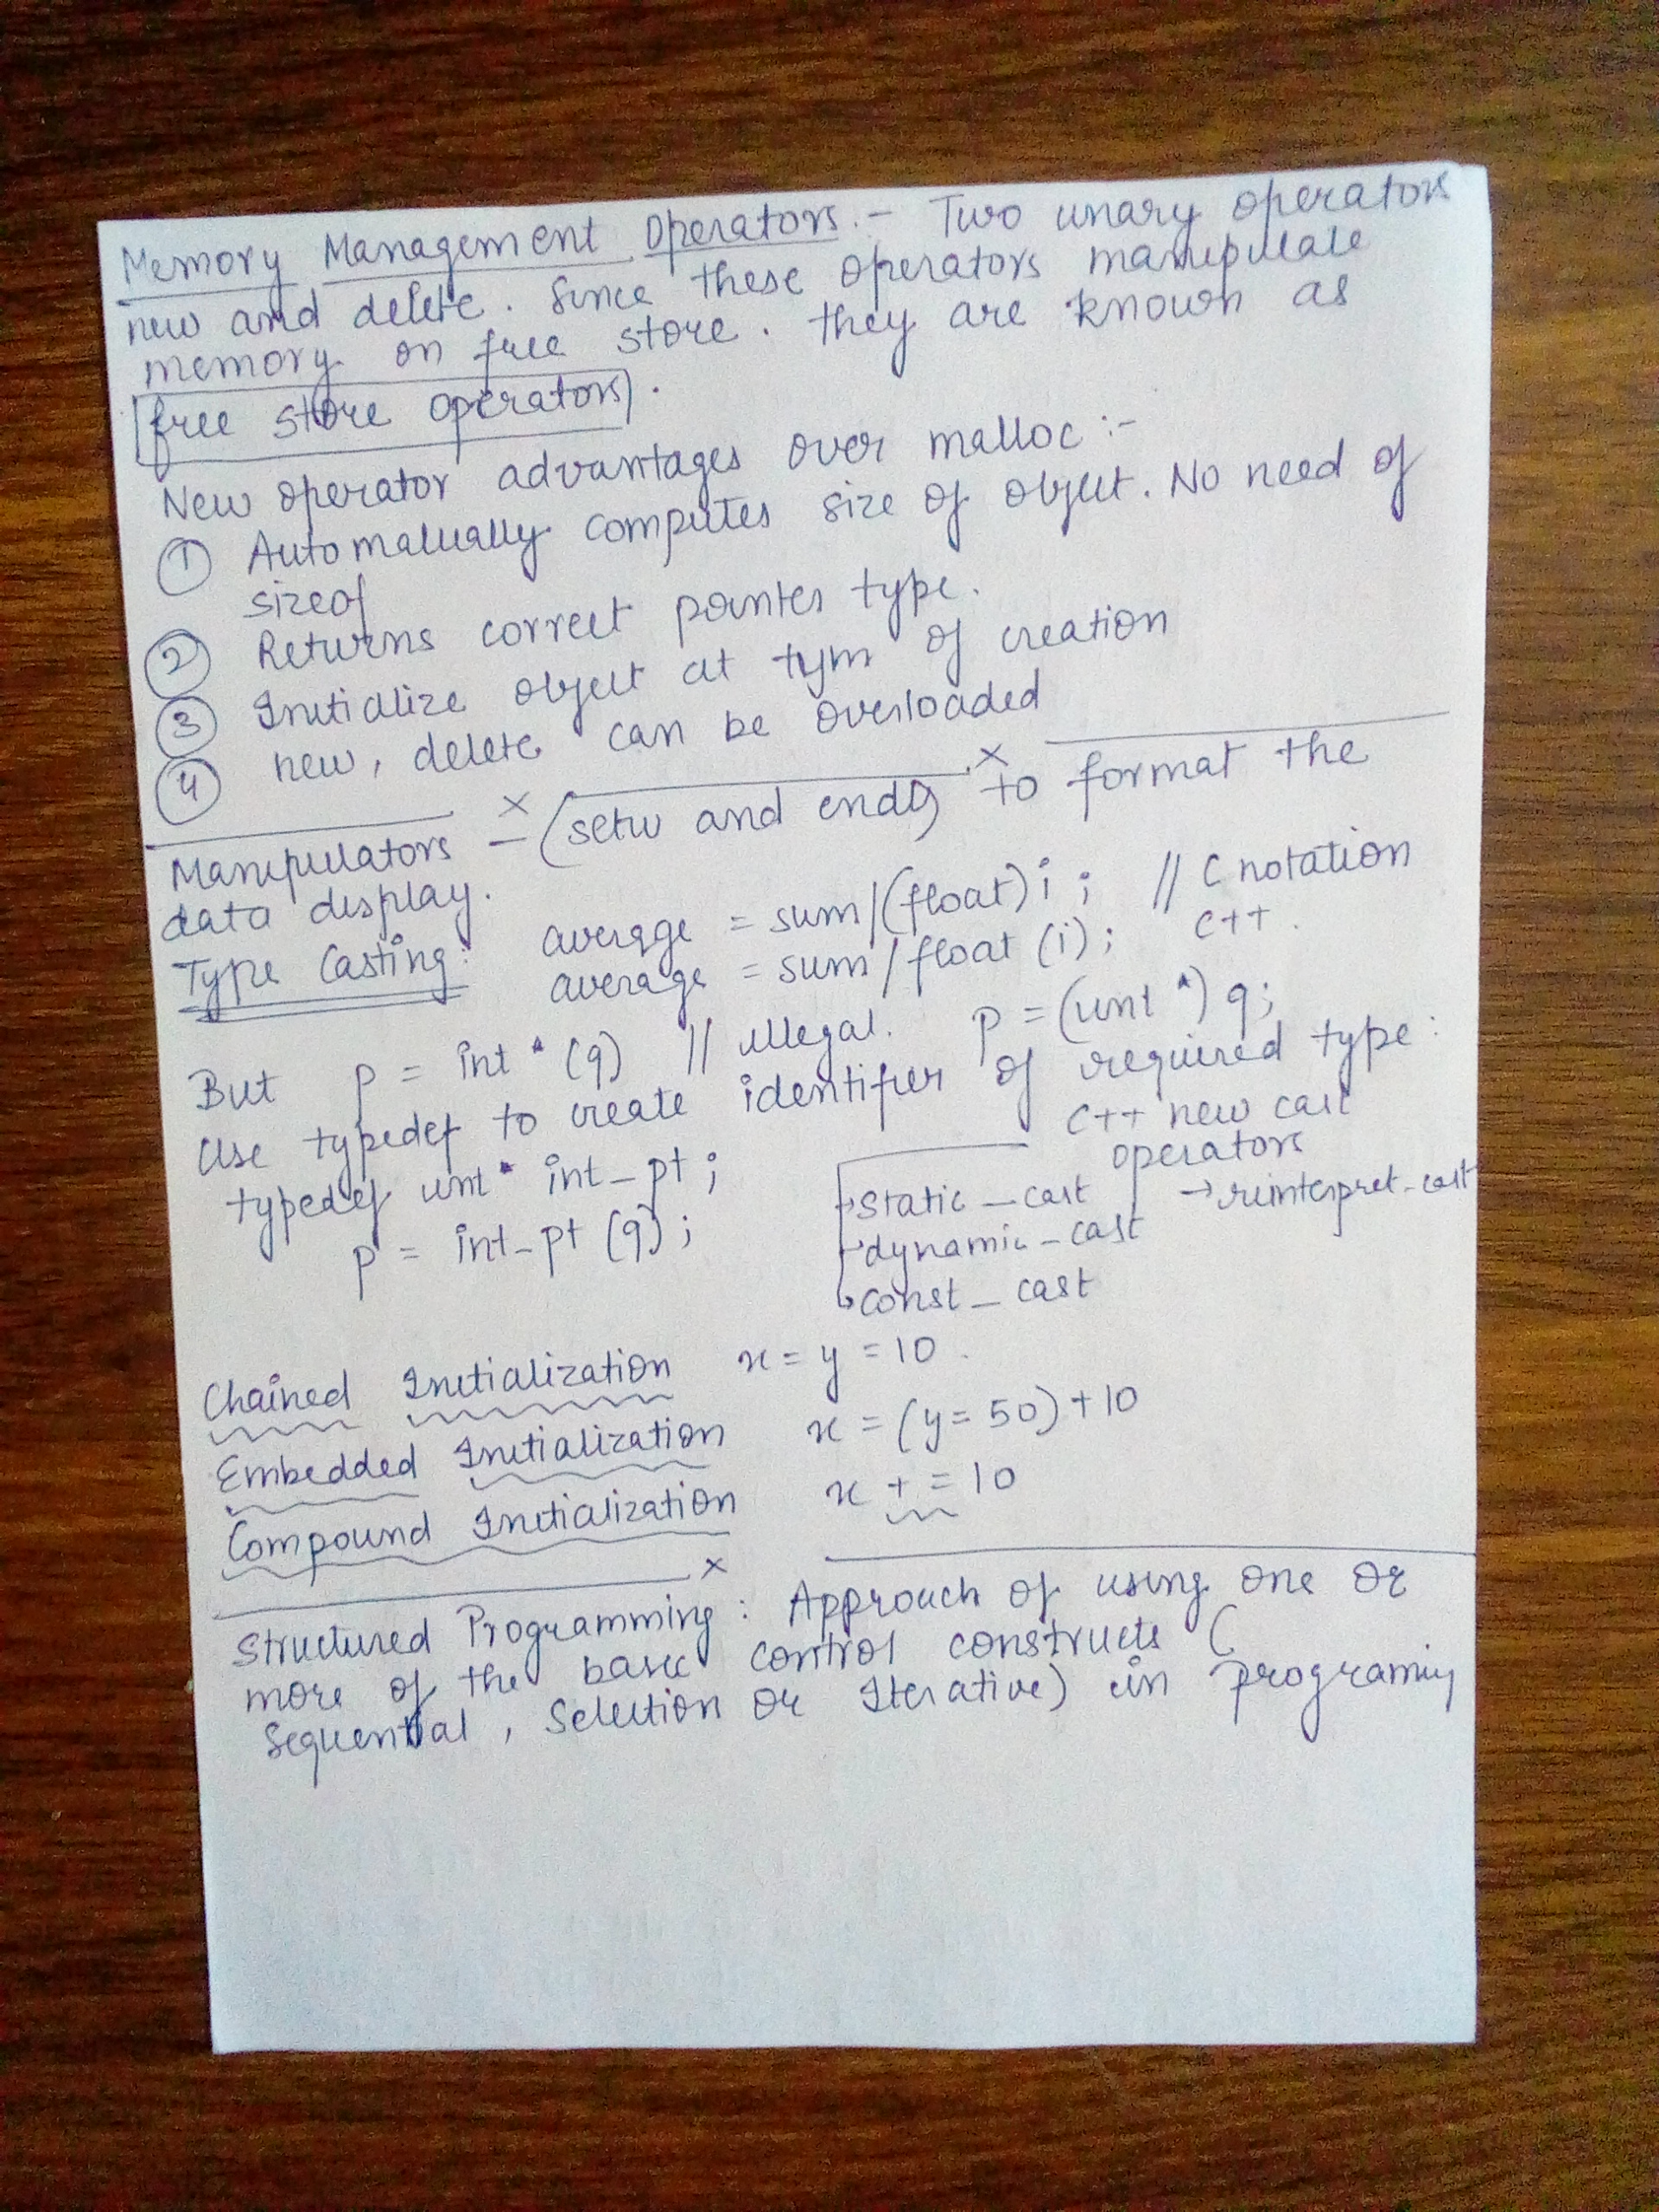 Memory Management Operators :- Two unary operators
new and delete. Since these operators manipulate
memory on free store. they are known as
free store operators.
New operator advantages over malloc :-
① Automatically computes size of object. No need of
sizeof
② Returns correct pointer type.
③ Initialize object at tym of creation
④ new, delete can be overloaded
Manipulators - (setw and endl) to format the
data display.
Type Casting: average = sum/(float)i; // C notation
average = sum/float(i); C++.
But p = int * (q) // illegal. p = (int *) q;
Use typedef to create identifier of required type:
typedef int * int_pt;
p = int_pt (q);
C++ new cast
operators
static_cast → reinterpret_cast
dynamic_cast
const_cast
Chained Initialization x = y = 10.
Embedded Initialization x = (y = 50) + 10
Compound Initialization x += 10
Structured Programming: Approach of using one or
more of the basic control constructs (
Sequential, Selection or Iterative) in programing